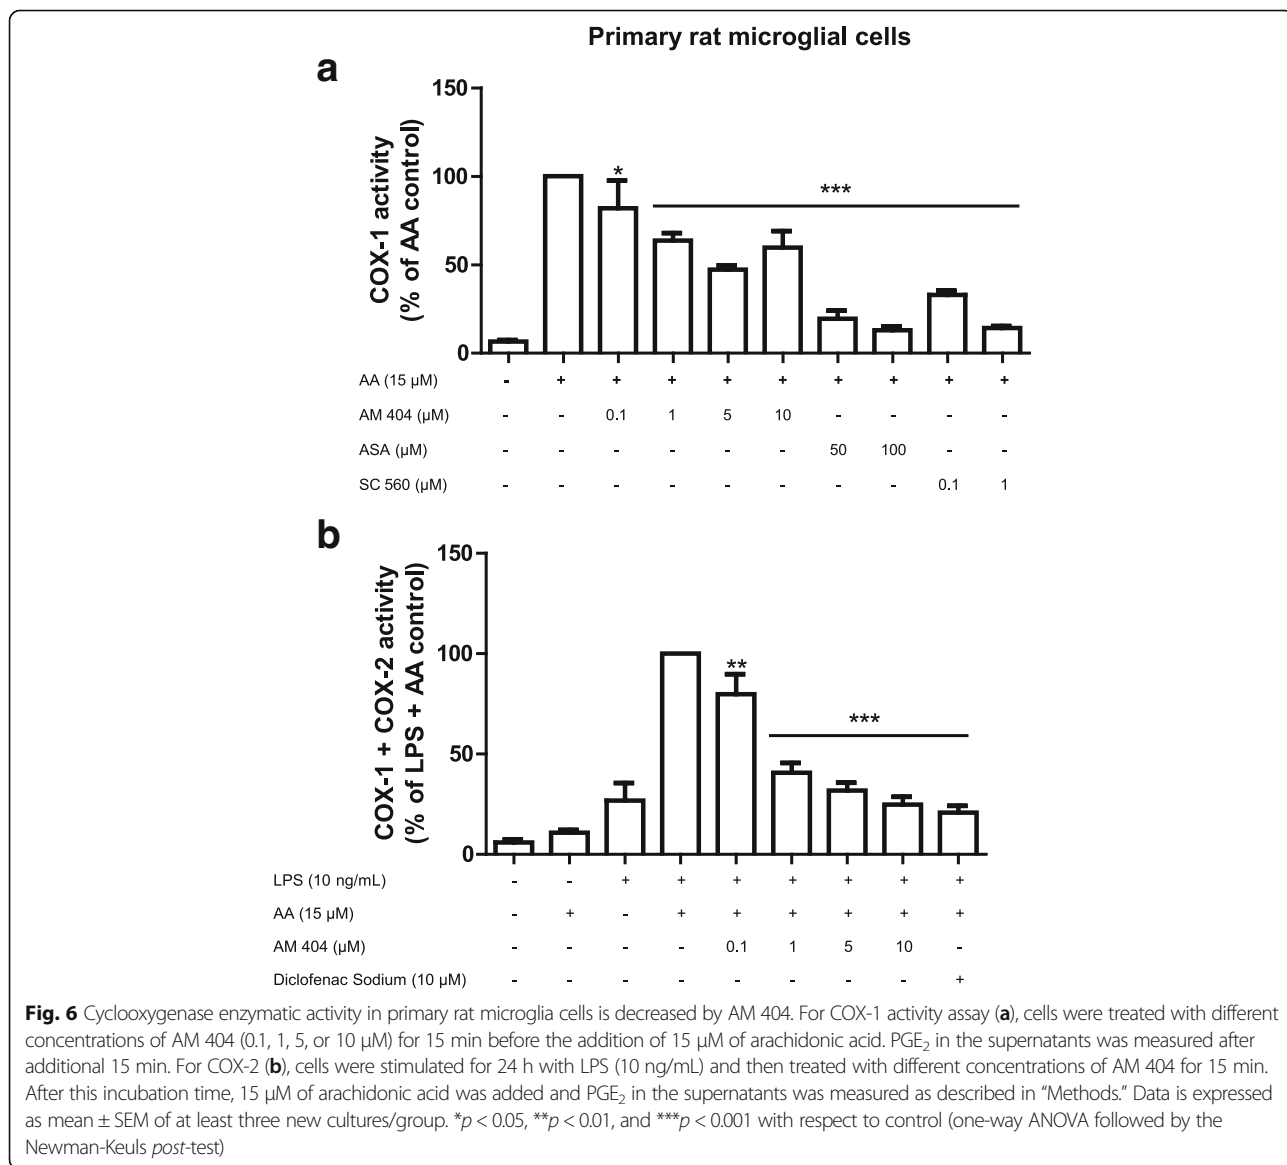 Primary rat microglial cells
a
COX-1 activity
(% of AA control)
150
100
50
0
*
***
AA (15 µM) - + + + + + + + + +
AM 404 (µM) - - 0.1 1 5 10 - - - -
ASA (µM) - - - - - - 50 100 - -
SC 560 (µM) - - - - - - - - 0.1 1
b
COX-1 + COX-2 activity
(% of LPS + AA control)
150
100
50
0
**
***
LPS (10 ng/mL) - - + + + + + + +
AA (15 µM) - + - + + + + + +
AM 404 (µM) - - - - 0.1 1 5 10 -
Diclofenac Sodium (10 µM) - - - - - - - - +
Fig. 6 Cyclooxygenase enzymatic activity in primary rat microglia cells is decreased by AM 404. For COX-1 activity assay (a), cells were treated with different
concentrations of AM 404 (0.1, 1, 5, or 10 µM) for 15 min before the addition of 15 µM of arachidonic acid. PGE2 in the supernatants was measured after
additional 15 min. For COX-2 (b), cells were stimulated for 24 h with LPS (10 ng/mL) and then treated with different concentrations of AM 404 for 15 min.
After this incubation time, 15 µM of arachidonic acid was added and PGE2 in the supernatants was measured as described in “Methods.” Data is expressed
as mean ± SEM of at least three new cultures/group. *p < 0.05, **p < 0.01, and ***p < 0.001 with respect to control (one-way ANOVA followed by the
Newman-Keuls post-test)